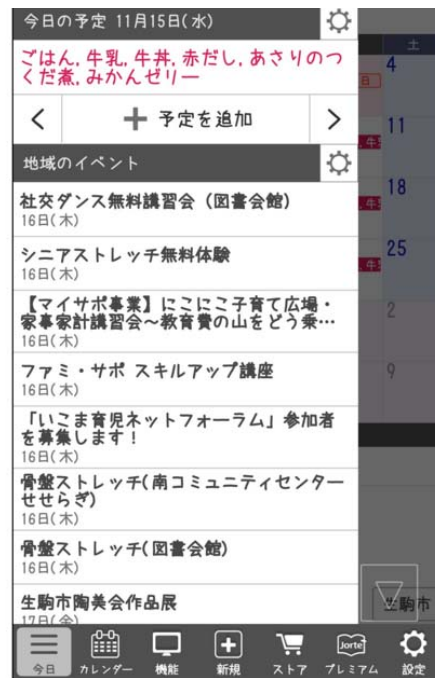 今日の予定 11月15日(水)
ごはん, 牛乳, 牛丼, 赤だし, あさりのつ
くだ煮, みかんゼリー
予定を追加
地域のイベント
社交ダンス無料講習会（図書会館）
16日(木)
シニアストレッチ無料体験
16日(木)
【マイサポ事業】にこにこ子育て広場・
家事家計講習会～教育費の山をどう乗…
16日(木)
ファミ・サポ スキルアップ講座
16日(木)
「いこま育児ネットフォーラム」参加者
を募集します！
16日(木)
骨盤ストレッチ(南コミュニティセンター
せせらぎ)
16日(木)
骨盤ストレッチ(図書会館)
16日(木)
生駒市陶美会作品展
17日(金)
土
4
日
11
18
25
2
9
生駒市
今日 カレンダー 機能 新規 ストア プレミアム 設定
Jorte